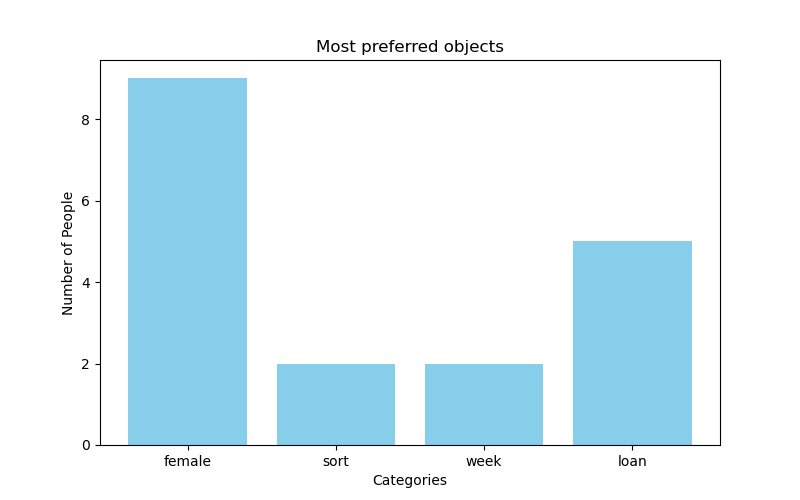 Most preferred objects
Number of People
8
6
4
2
0
female sort week loan
Categories